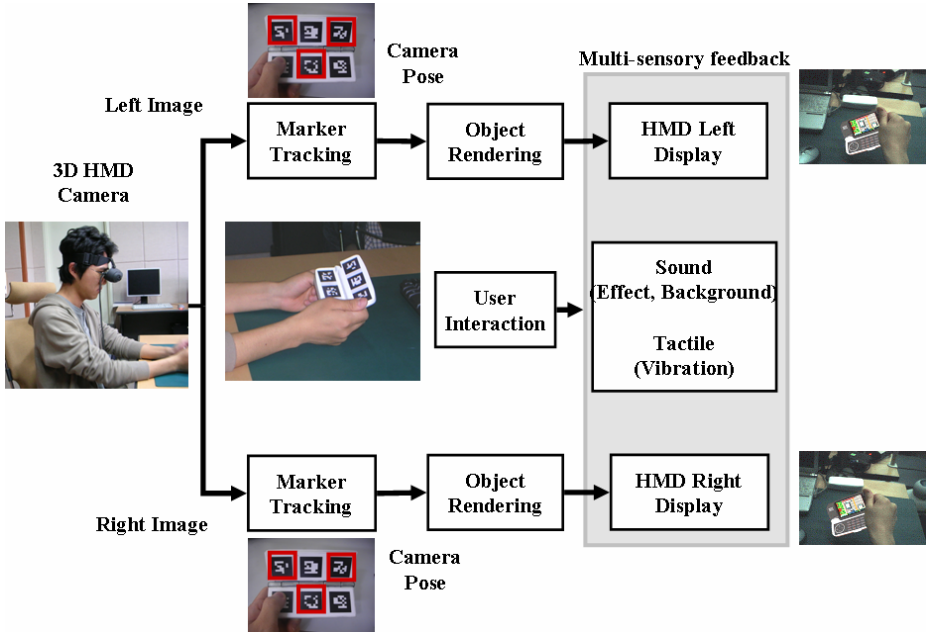 Camera
Pose
Multi-sensory feedback
Left Image
Marker
Tracking
Object
Rendering
HMD Left
Display
3D HMD
Camera
User
Interaction
Sound
(Effect, Background)
Tactile
(Vibration)
Marker
Tracking
Object
Rendering
HMD Right
Display
Right Image
Camera
Pose